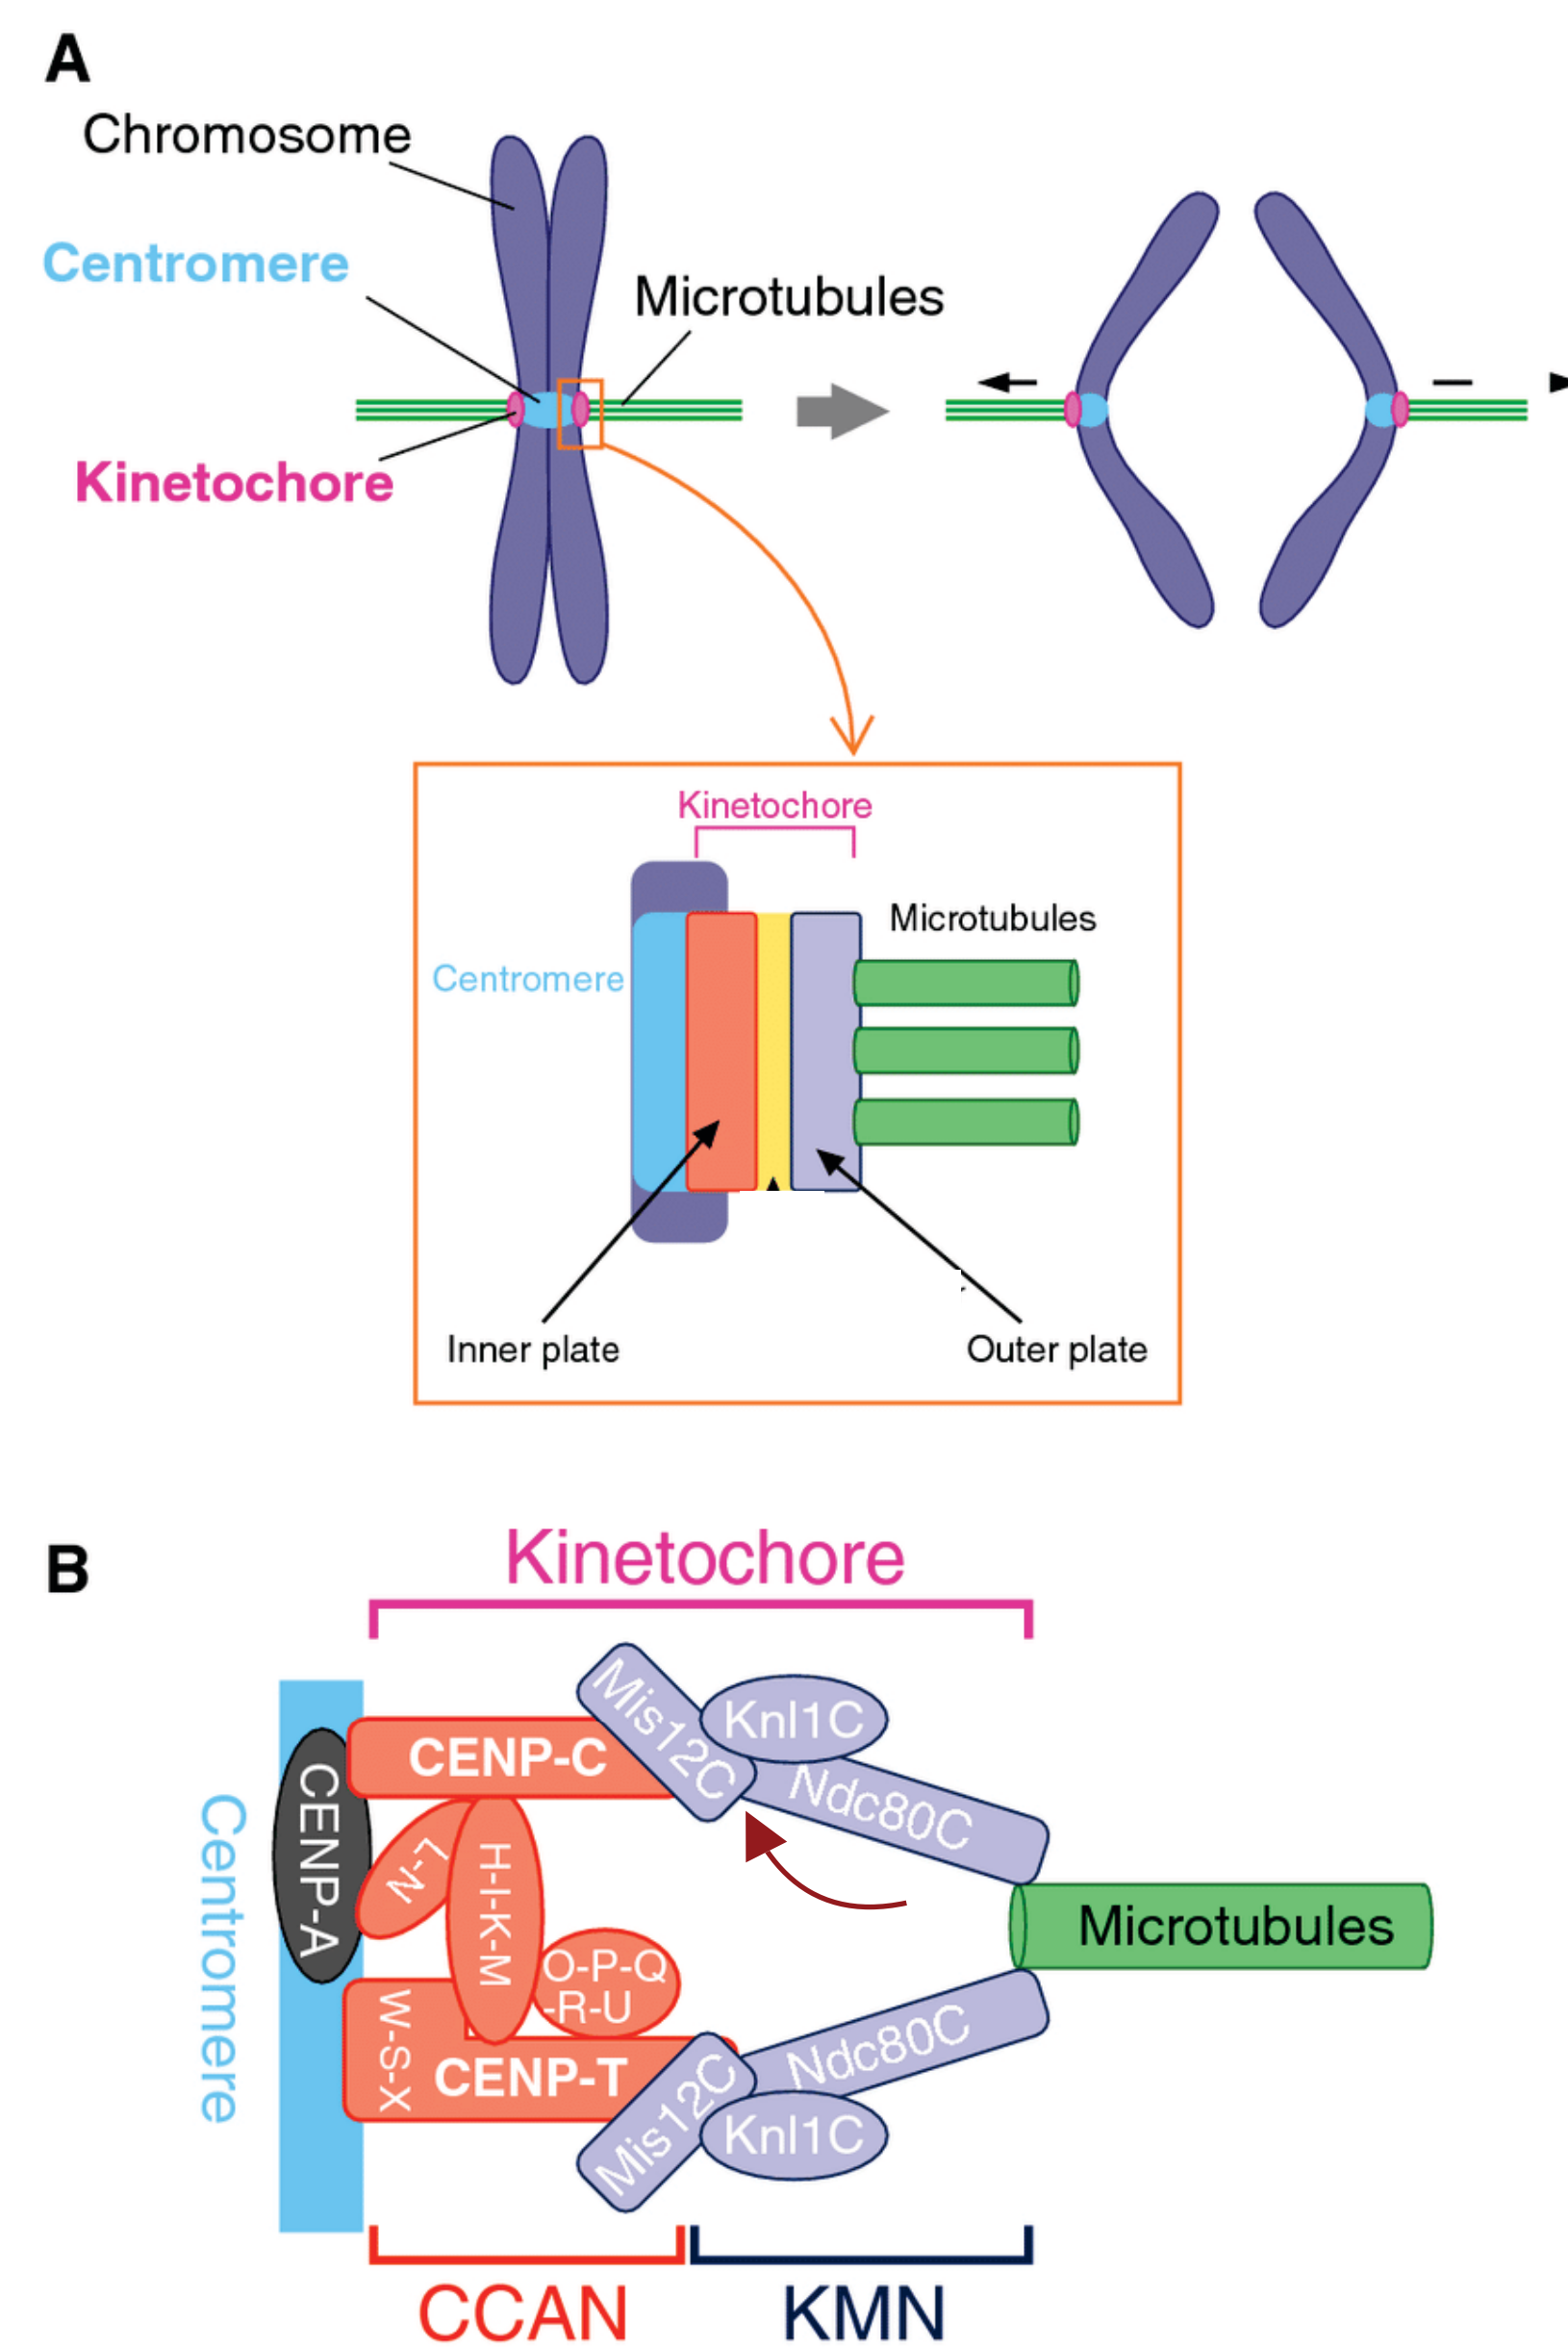 A
Chromosome
Centromere
Microtubules
Kinetochore
Kinetochore
Microtubules
Centromere
Inner plate
Outer plate
B
Kinetochore
Mis12C
Knl1C
CENP-C
Ndc80C
CENP-A
N-L
H-I-K-M
Centromere
Microtubules
O-P-Q
-R-U
W-S-X
CENP-T
Ndc80C
Mis12C
Knl1C
CCAN
KMN